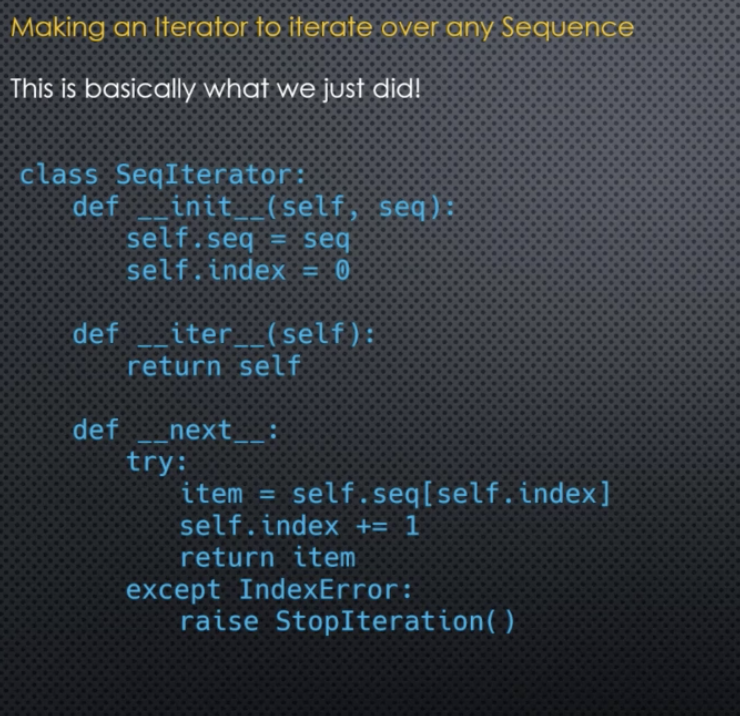 Making an Iterator to iterate over any Sequence
This is basically what we just did!
class SeqIterator:
    def __init__(self, seq):
        self.seq = seq
        self.index = 0
    def __iter__(self):
        return self
    def __next__:
        try:
            item = self.seq[self.index]
            self.index += 1
            return item
        except IndexError:
            raise StopIteration()